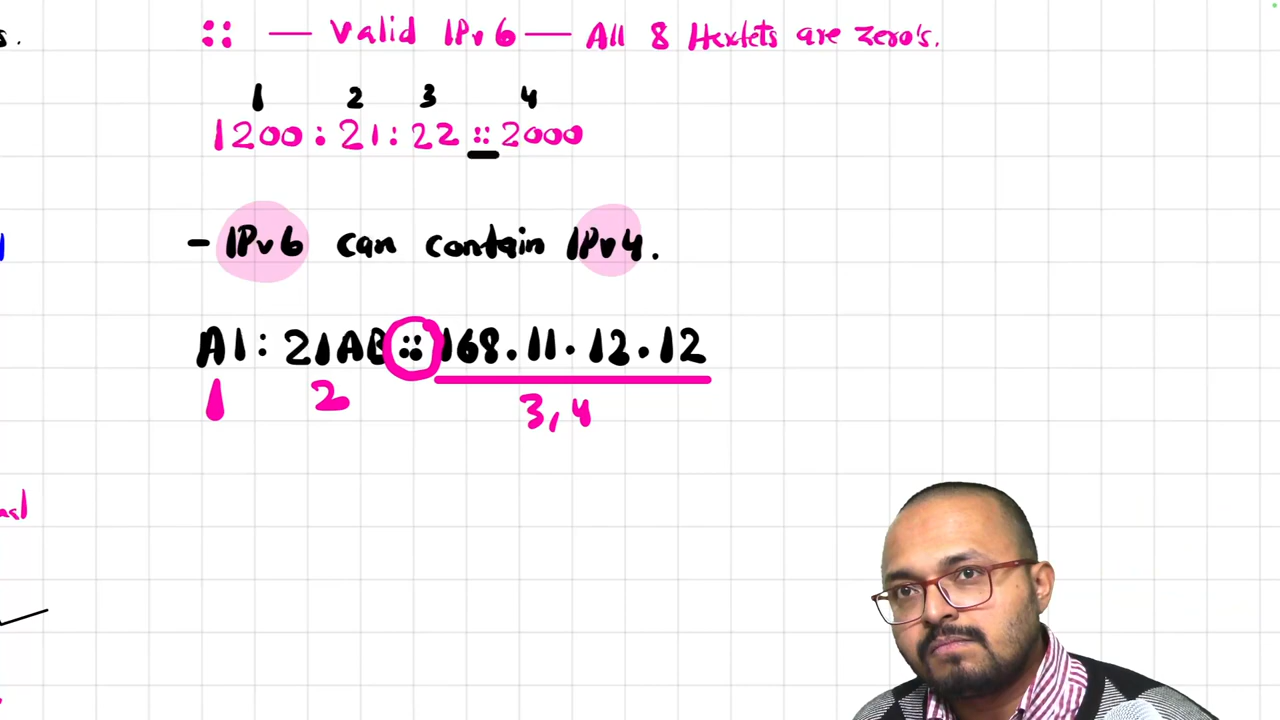 s.
:: — Valid IPv6 — All 8 Hextets are zero's.
1 2 3 4
1200:21:22::2000
- IPv6 can contain IPv4.
A1:21AB::168.11.12.12
1 2 3,4